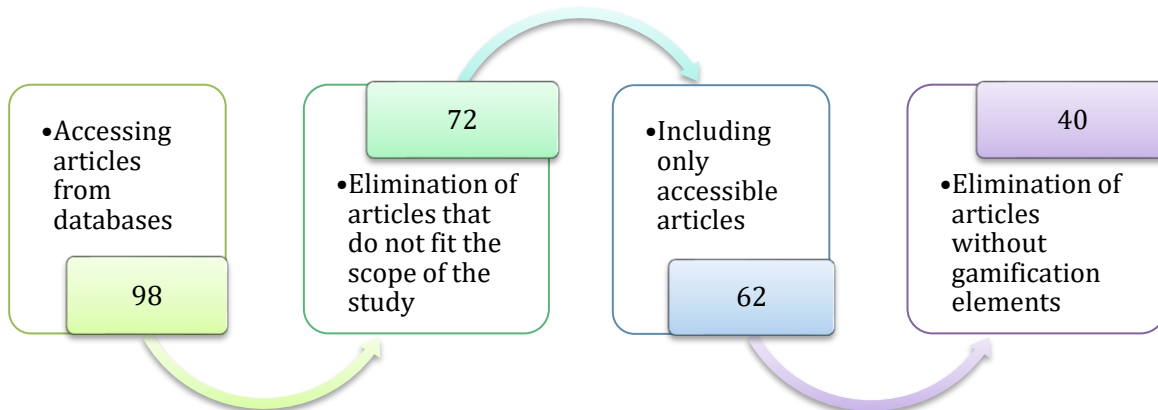 •Accessing
articles
from
databases
98
72
•Elimination of
articles that
do not fit the
scope of the
study
•Including
only
accessible
articles
62
40
•Elimination of
articles
without
gamification
elements